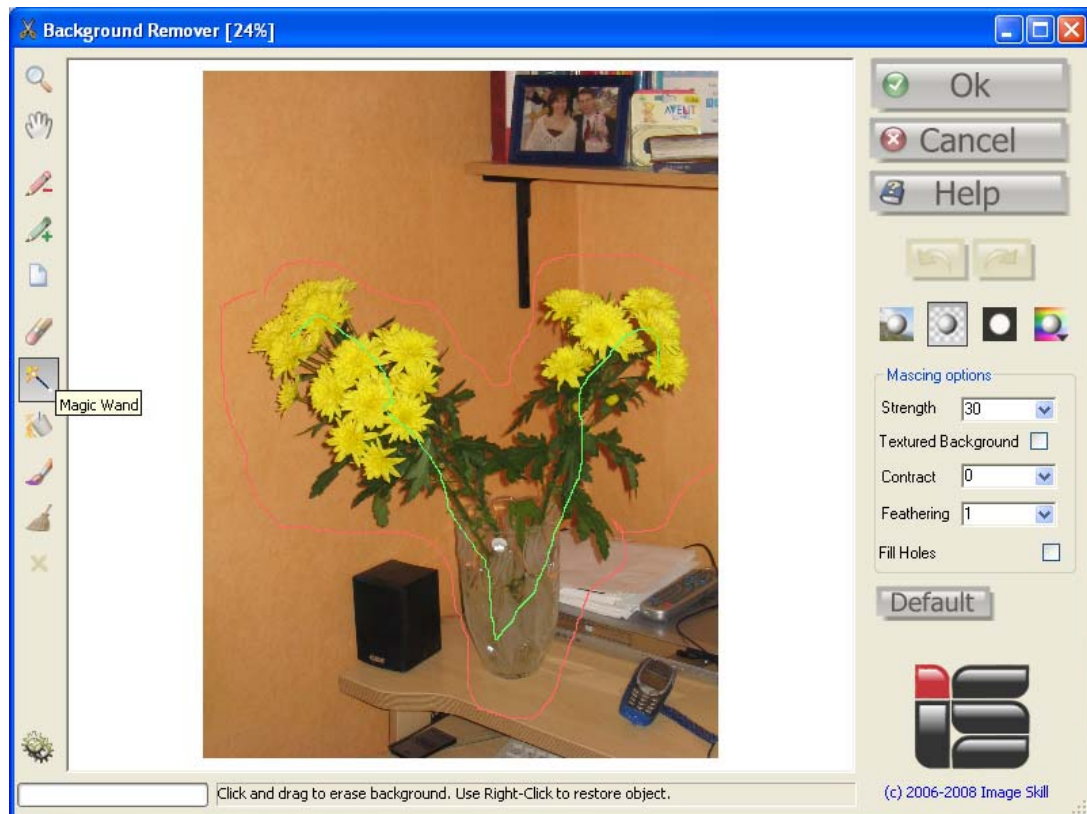 Background Remover [24%]
AVENT
Ok
Cancel
Help
Mascing options
Strength 30
Textured Background
Contract 0
Feathering 1
Fill Holes
Default
Magic Wand
Click and drag to erase background. Use Right-Click to restore object.
(c) 2006-2008 Image Skill